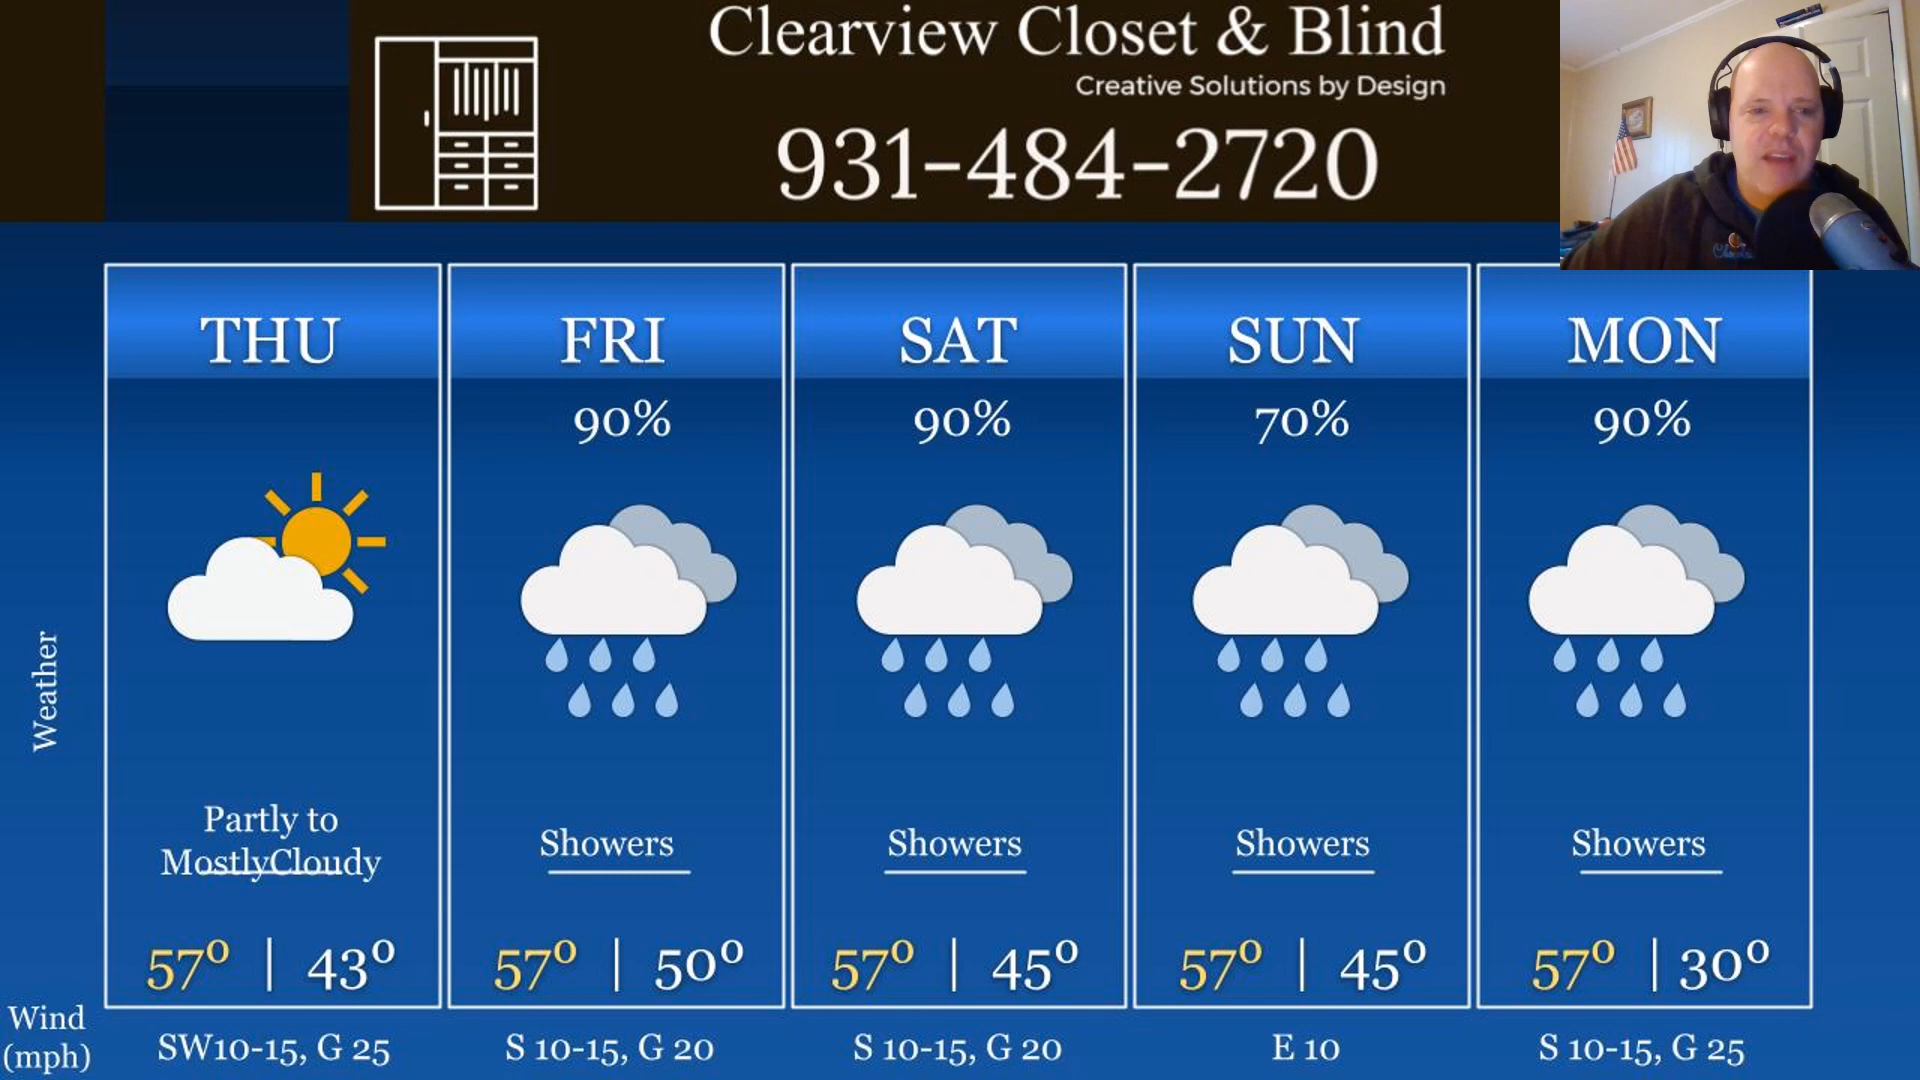 Clearview Closet & Blind
Creative Solutions by Design
931-484-2720
THU
FRI
SAT
SUN
MON
90%
90%
70%
90%
Weather
Partly to
MostlyCloudy
Showers
Showers
Showers
Showers
57° | 43°
57° | 50°
57° | 45°
57° | 45°
57° | 30°
Wind
(mph)
SW10-15, G 25
S 10-15, G 20
S 10-15, G 20
E 10
S 10-15, G 25